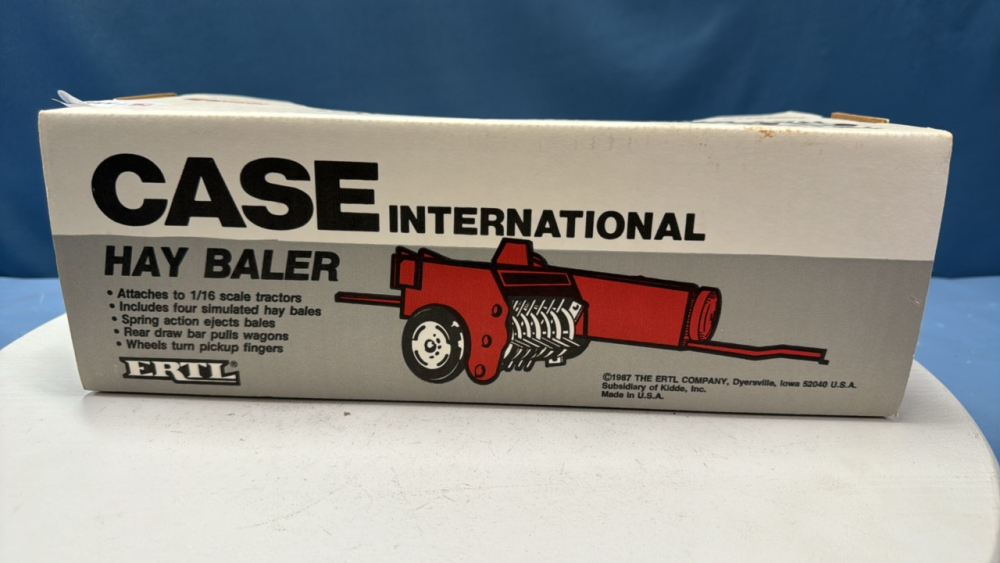 CASE INTERNATIONAL
HAY BALER
• Attaches to 1/16 scale tractors
• Includes four simulated hay bales
• Spring action ejects bales
• Rear draw bar pulls wagons
• Wheels turn pickup fingers
ERTL®
©1987 THE ERTL COMPANY, Dyersville, Iowa 52040 U.S.A.
Subsidiary of Kidde, Inc.
Made in U.S.A.